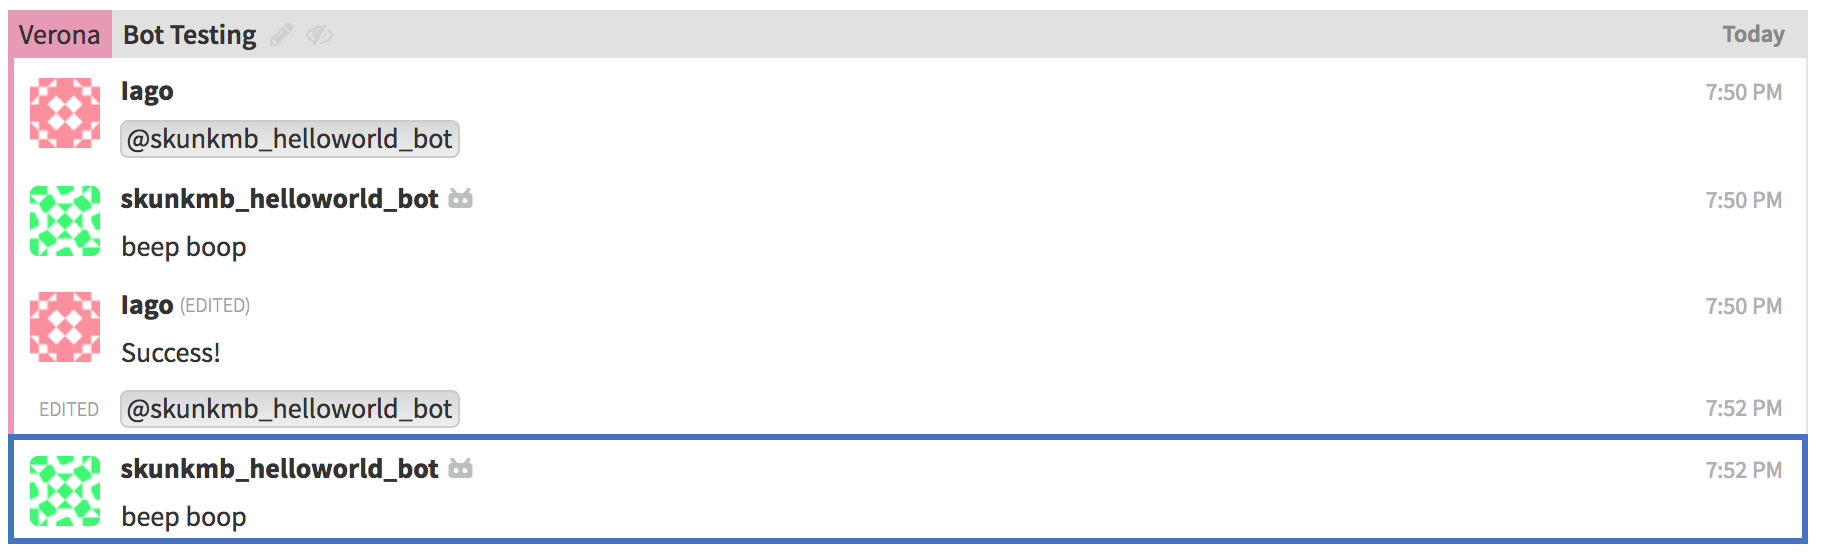 Verona Bot Testing Today
Iago 7:50 PM
@skunkmb_helloworld_bot
skunkmb_helloworld_bot 7:50 PM
beep boop
Iago (EDITED) 7:50 PM
Success!
EDITED @skunkmb_helloworld_bot 7:52 PM
skunkmb_helloworld_bot 7:52 PM
beep boop